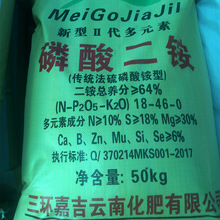 MeiGoJiaJiI
新型Ⅱ代多元素
磷酸二铵
(传统法硫磷酸铵型)
二铵总养分≥64%
(N-P2O5-K2O) 18-46-0
多元素成分 N≥10% S≥18% Mg≥30%
Ca、B、Zn、Mu、Si、Se≥6%
执行标准: Q/ 370214MKS001-2017
净含量: 50kg
三环嘉吉云南化肥有限公